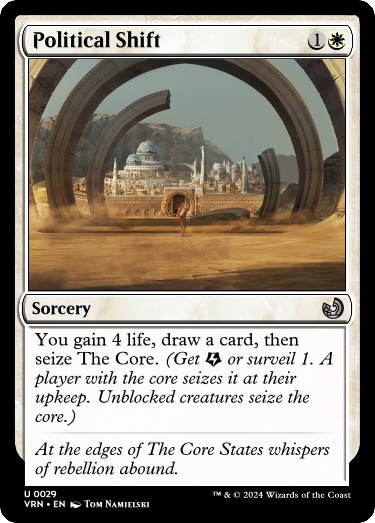 Political Shift 1
Sorcery
You gain 4 life, draw a card, then
seize The Core. (Get or surveil 1. A
player with the core seizes it at their
upkeep. Unblocked creatures seize the
core.)
At the edges of The Core States whispers
of rebellion abound.
U 0029
VRN • EN Tom Namielski
™ & © 2024 Wizards of the Coast